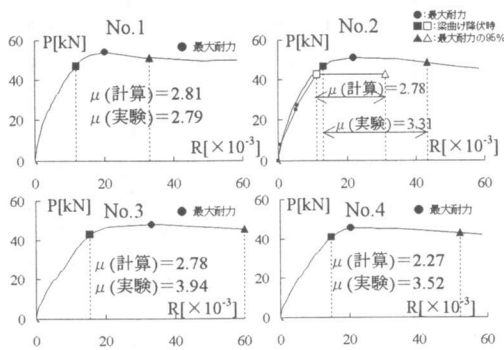 No.1
P[kN]
● 最大耐力
60
40
20
0
μ(計算)=2.81
μ(実験)=2.79
R[×10⁻³]
0 20 40 60
No.2
●:最大耐力
■□:梁曲げ降伏時
▲△:最大耐力の95%
P[kN]
60
40
20
0
μ(計算)=2.78
μ(実験)=3.31
R[×10⁻³]
0 20 40 60
No.3
P[kN]
● 最大耐力
60
40
20
0
μ(計算)=2.78
μ(実験)=3.94
R[×10⁻³]
0 20 40 60
No.4
P[kN]
● 最大耐力
60
40
20
0
μ(計算)=2.27
μ(実験)=3.52
R[×10⁻³]
0 20 40 60